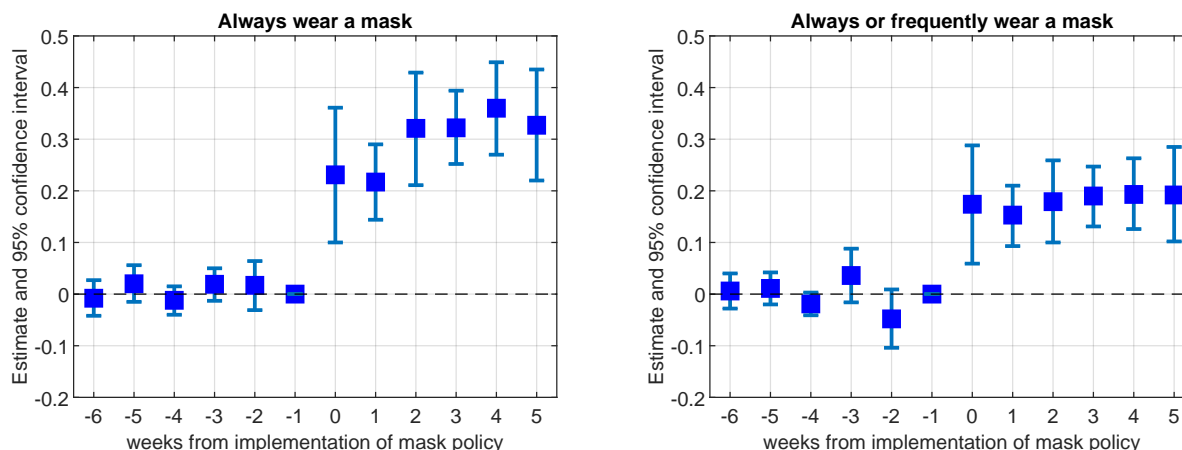 Always wear a mask
Estimate and 95% confidence interval
0.5
0.4
0.3
0.2
0.1
0
-0.1
-0.2
-6 -5 -4 -3 -2 -1 0 1 2 3 4 5
weeks from implementation of mask policy
Always or frequently wear a mask
Estimate and 95% confidence interval
0.5
0.4
0.3
0.2
0.1
0
-0.1
-0.2
-6 -5 -4 -3 -2 -1 0 1 2 3 4 5
weeks from implementation of mask policy